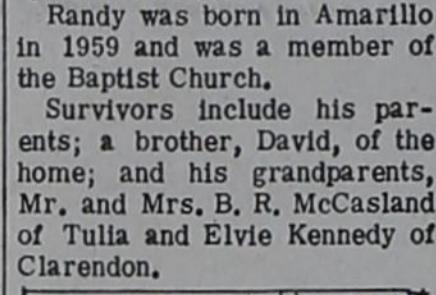 Randy was born in Amarillo
in 1959 and was a member of
the Baptist Church.
Survivors include his par-
ents; a brother, David, of the
home; and his grandparents,
Mr. and Mrs. B. R. McCasland
of Tulia and Elvie Kennedy of
Clarendon.